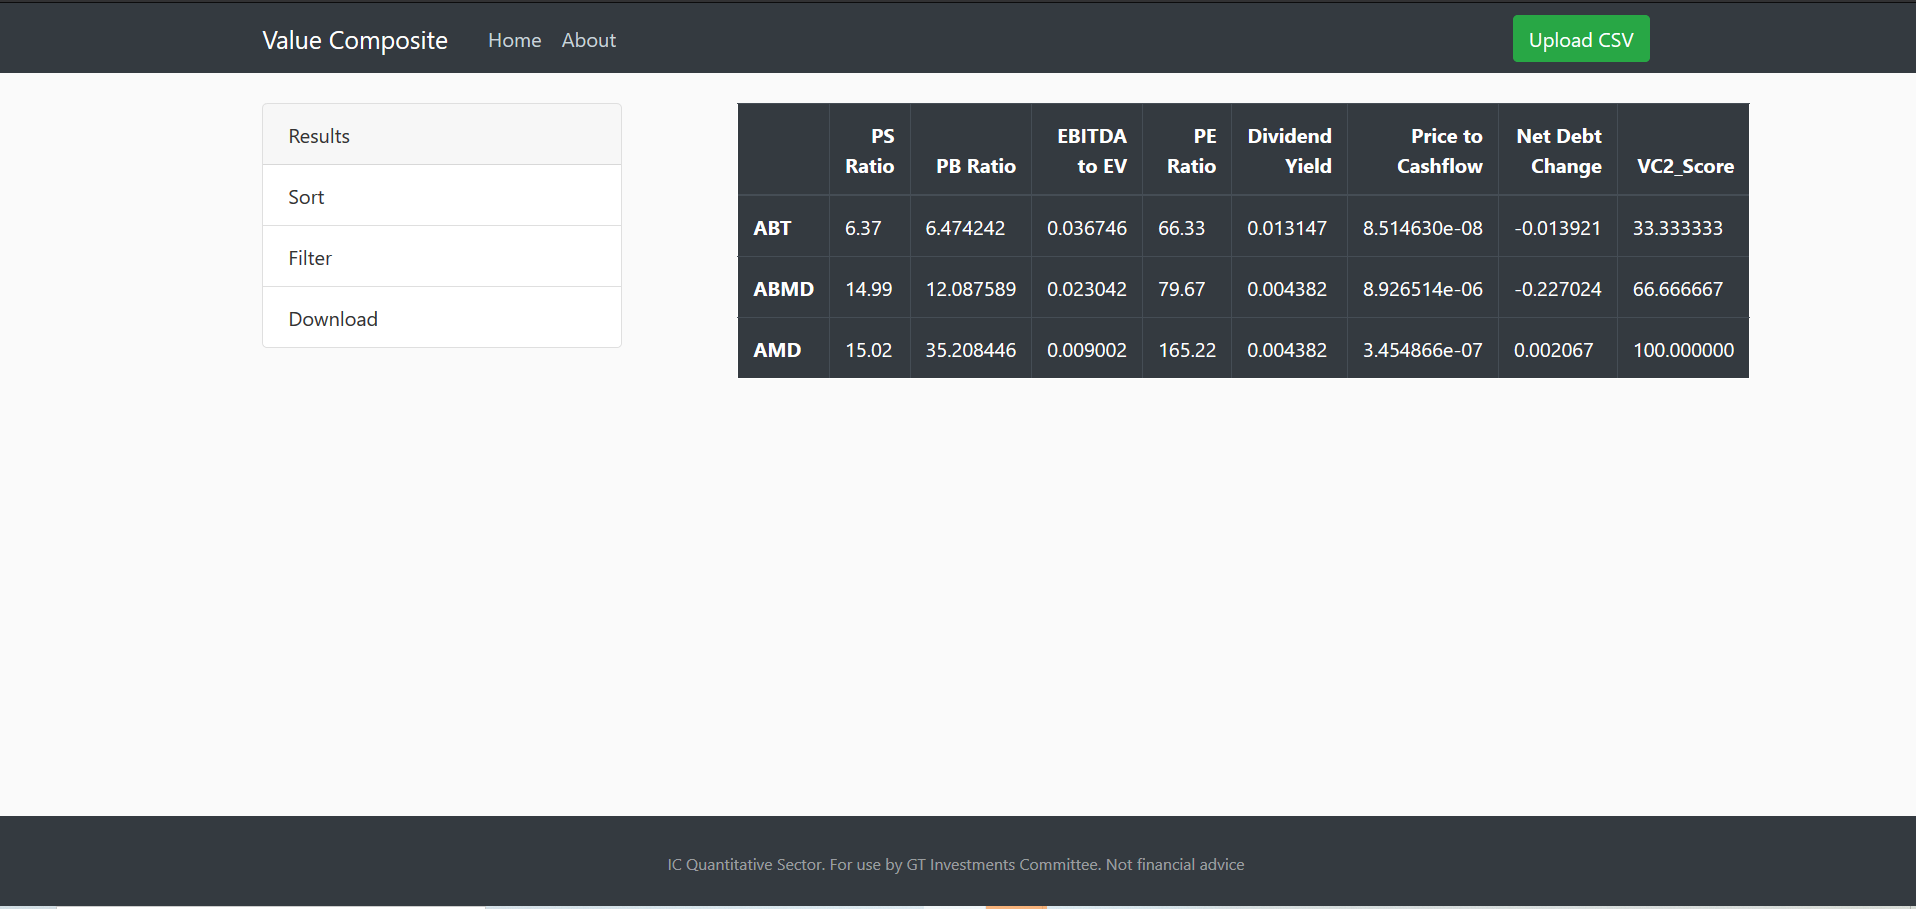 Value Composite Home About Upload CSV
Results
Sort
Filter
Download
PS Ratio PB Ratio EBITDA to EV PE Ratio Dividend Yield Price to Cashflow Net Debt Change VC2_Score
ABT 6.37 6.474242 0.036746 66.33 0.013147 8.514630e-08 -0.013921 33.333333
ABMD 14.99 12.087589 0.023042 79.67 0.004382 8.926514e-06 -0.227024 66.666667
AMD 15.02 35.208446 0.009002 165.22 0.004382 3.454866e-07 0.002067 100.000000
IC Quantitative Sector. For use by GT Investments Committee. Not financial advice